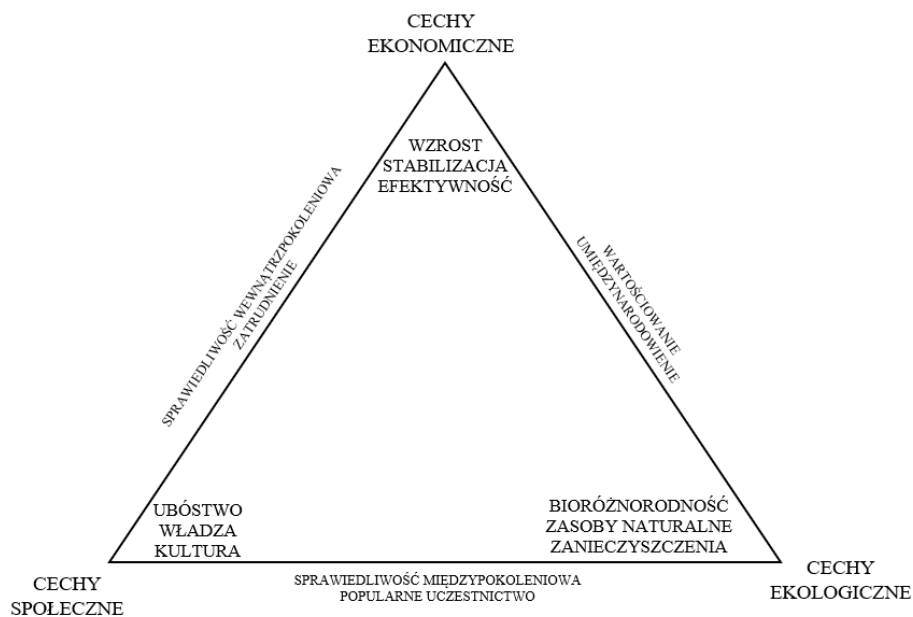 CECHY
EKONOMICZNE
WZROST
STABILIZACJA
EFEKTYWNOŚĆ
SPRAWIEDLIWOŚĆ WEWNĄTRZPOKOLENIOWA
ZATRUDNIENIE
WARTOŚCIOWANIE
UMIĘDZYNARODOWIENIE
UBÓSTWO
WŁADZA
KULTURA
BIORÓŻNORODNOŚĆ
ZASOBY NATURALNE
ZANIECZYSZCZENIA
CECHY
SPOŁECZNE
SPRAWIEDLIWOŚĆ MIĘDZYPOKOLENIOWA
POPULARNE UCZESTNICTWO
CECHY
EKOLOGICZNE